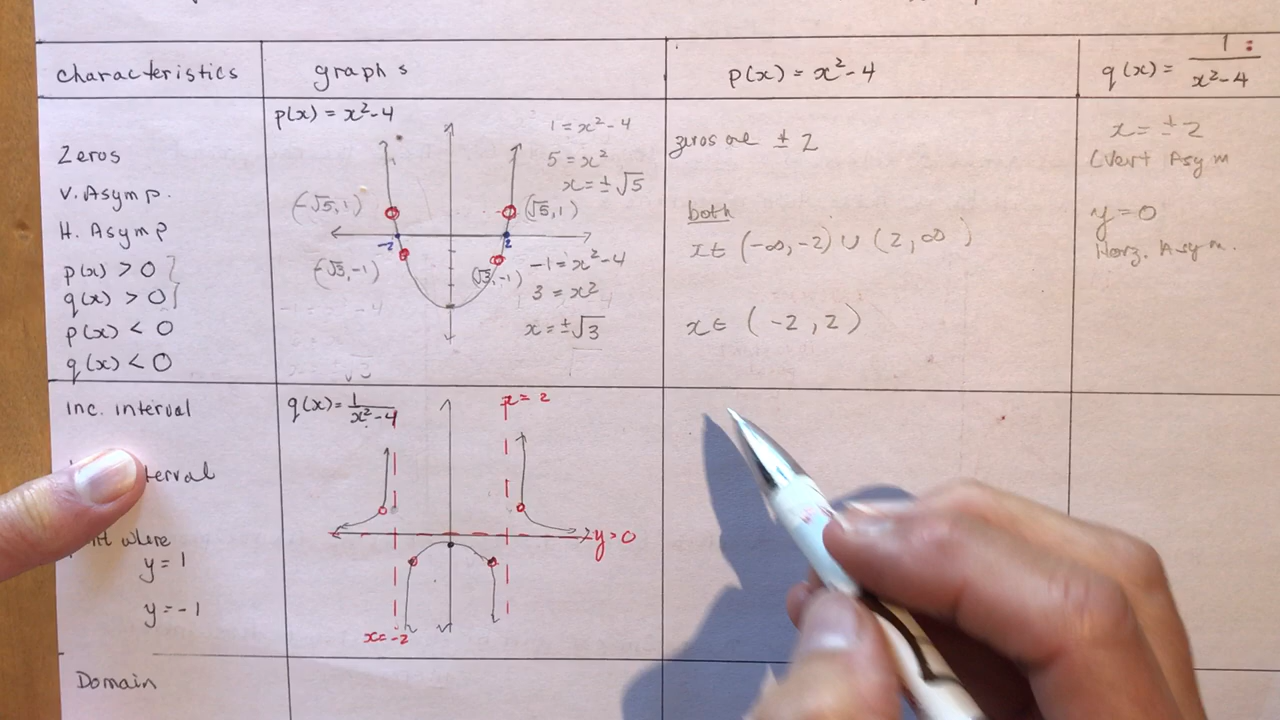 characteristics
graphs
p(x) = x²-4
q(x) = 1 :
x²-4
Zeros
V. Asymp.
H. Asymp
p(x) > 0
q(x) > 0
p(x) < 0
q(x) < 0
p(x) = x²-4
1 = x²-4
5 = x²
x = ±√5
(-√5, 1)
(√5, 1)
-2
2
(-√3, -1)
(√3, -1)
-1 = x²-4
3 = x²
x = ±√3
zeros are ± 2
both
x∈ (-∞, -2) ∪ (2, ∞ )
x∈ ( -2 , 2 )
x = ±2
(Vert Asym
y = 0
Horz. Asym.
Inc. interval
terval
where
y = 1
y = -1
q(x) = 1
x²-4
x = 2
y=0
x=-2
Domain